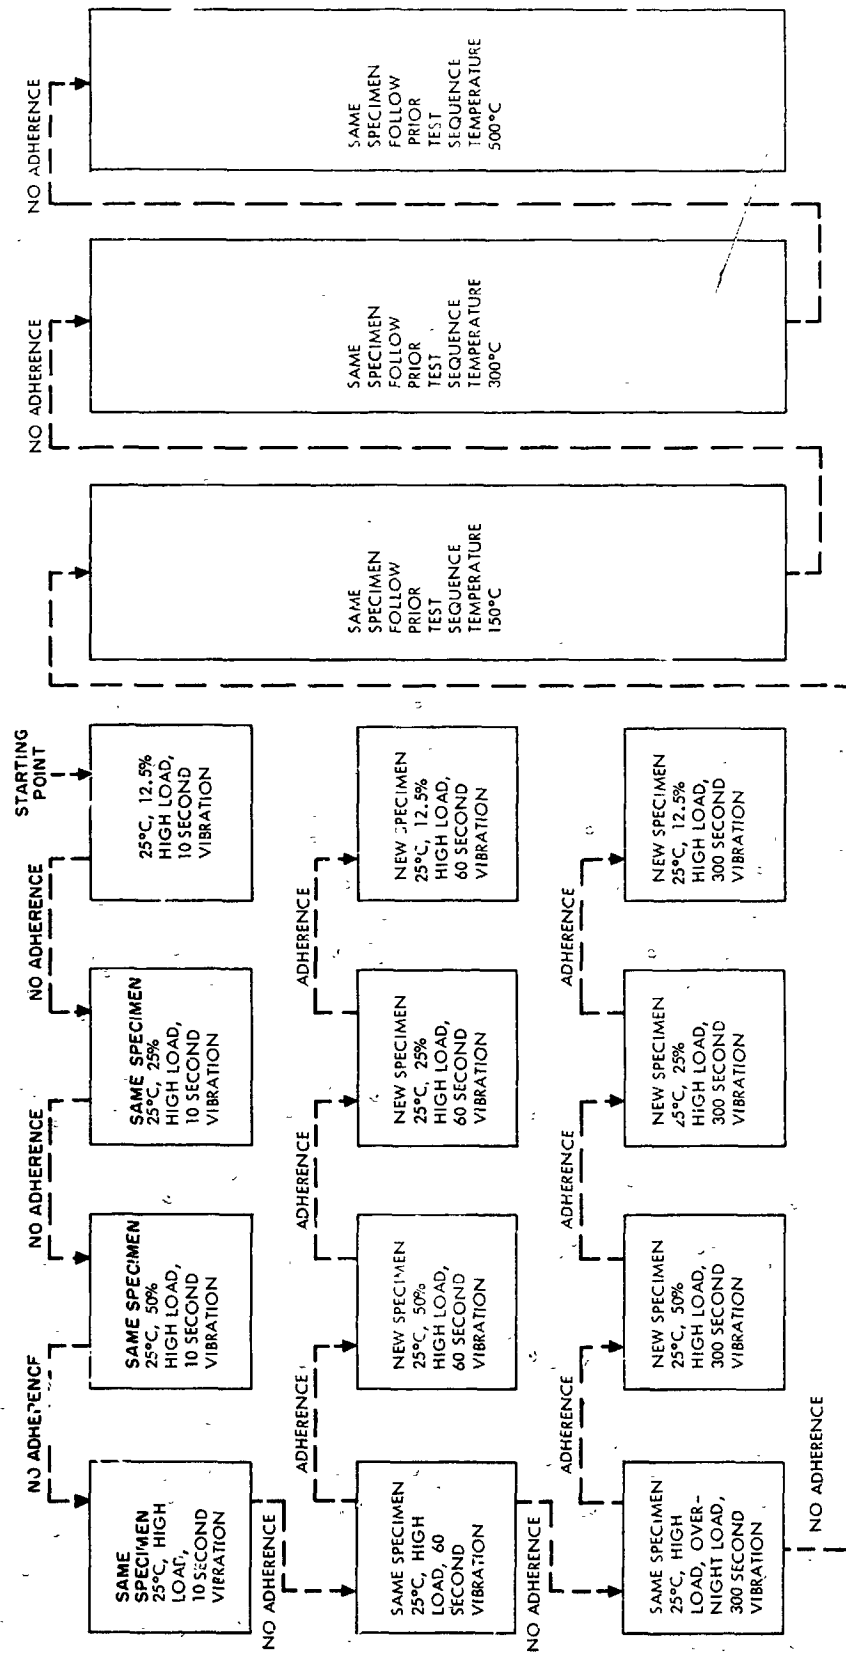 STARTING
POINT
25°C, 12.5%
HIGH LOAD,
10 SECOND
VIBRATION
NO ADHERENCE
SAME SPECIMEN
25°C, 25%
HIGH LOAD,
10 SECOND
VIBRATION
NO ADHERENCE
SAME SPECIMEN
25°C, 50%
HIGH LOAD,
10 SECOND
VIBRATION
NO ADHERENCE
SAME
SPECIMEN
25°C, HIGH
LOAD,
10 SECOND
VIBRATION
NO ADHERENCE
SAME SPECIMEN
25°C, HIGH
LOAD, 60
SECOND
VIBRATION
ADHERENCE
NEW SPECIMEN
25°C, 50%
HIGH LOAD,
60 SECOND
VIBRATION
ADHERENCE
NEW SPECIMEN
25°C, 25%
HIGH LOAD,
60 SECOND
VIBRATION
ADHERENCE
NEW SPECIMEN
25°C, 12.5%
HIGH LOAD,
60 SECOND
VIBRATION
NO ADHERENCE
SAME SPECIMEN
25°C, HIGH
LOAD, OVER-
NIGHT LOAD,
300 SECOND
VIBRATION
ADHERENCE
NEW SPECIMEN
25°C, 50%
HIGH LOAD,
300 SECOND
VIBRATION
ADHERENCE
NEW SPECIMEN
25°C, 25%
HIGH LOAD,
300 SECOND
VIBRATION
ADHERENCE
NEW SPECIMEN
25°C, 12.5%
HIGH LOAD,
300 SECOND
VIBRATION
NO ADHERENCE
SAME
SPECIMEN
FOLLOW
PRIOR
TEST
SEQUENCE
TEMPERATURE
150°C
NO ADHERENCE
SAME
SPECIMEN
FOLLOW
PRIOR
TEST
SEQUENCE
TEMPERATURE
300°C
NO ADHERENCE
SAME
SPECIMEN
FOLLOW
PRIOR
TEST
SEQUENCE
TEMPERATURE
500°C